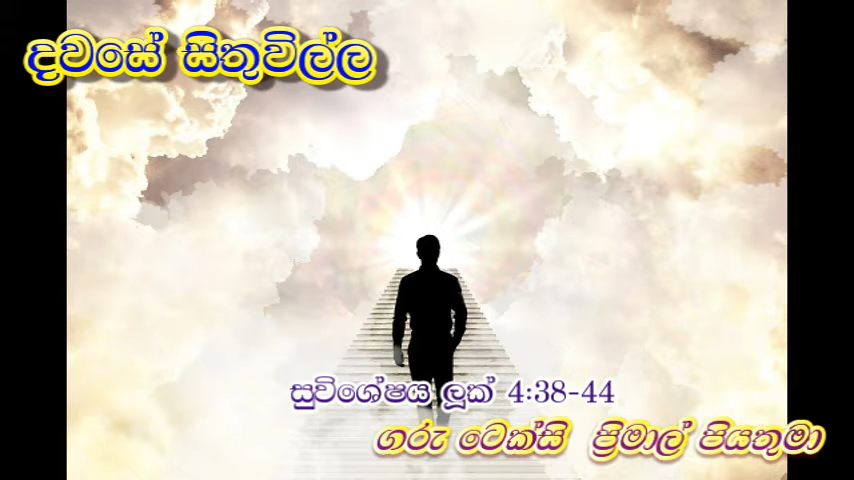 දවසේ සිතුවිල්ල
සුවිශේෂය ලූක් 4:38-44
ගරු ටෙක්සි ප්‍රිමාල් පියතුමා